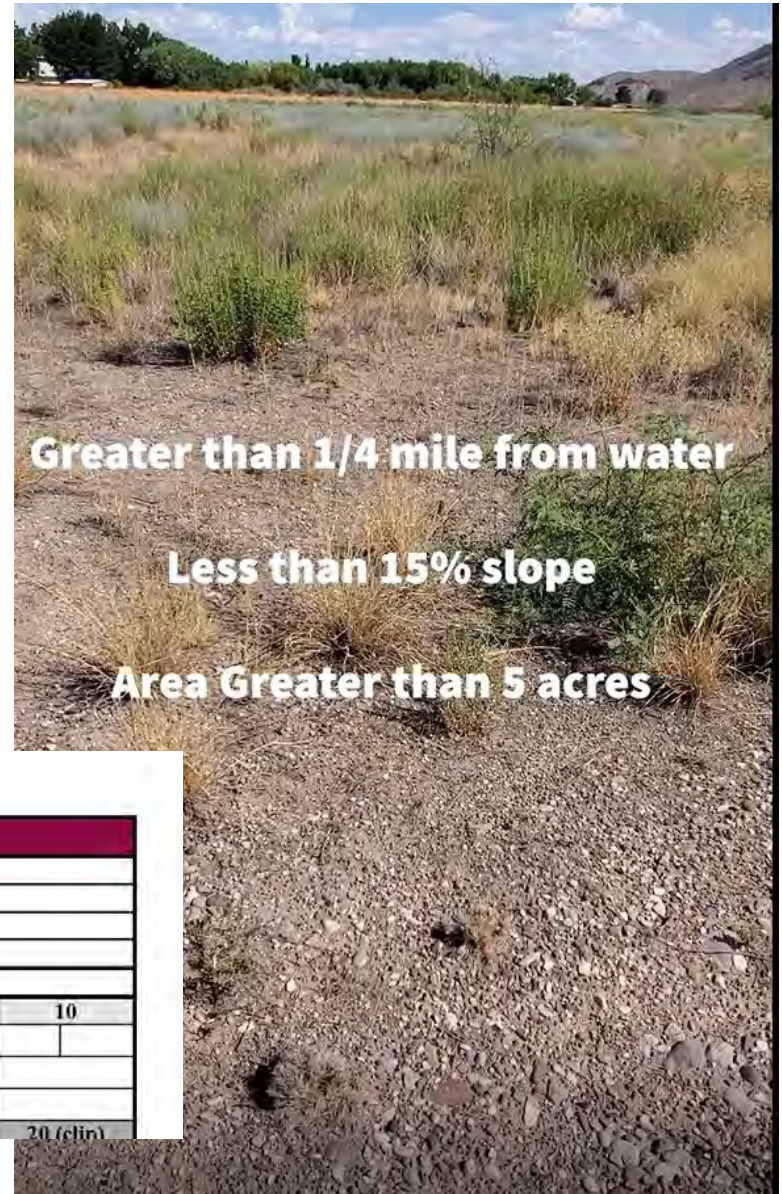 Greater than 1/4 mile from water
Less than 15% slope
Area Greater than 5 acres
10
20 (clip)